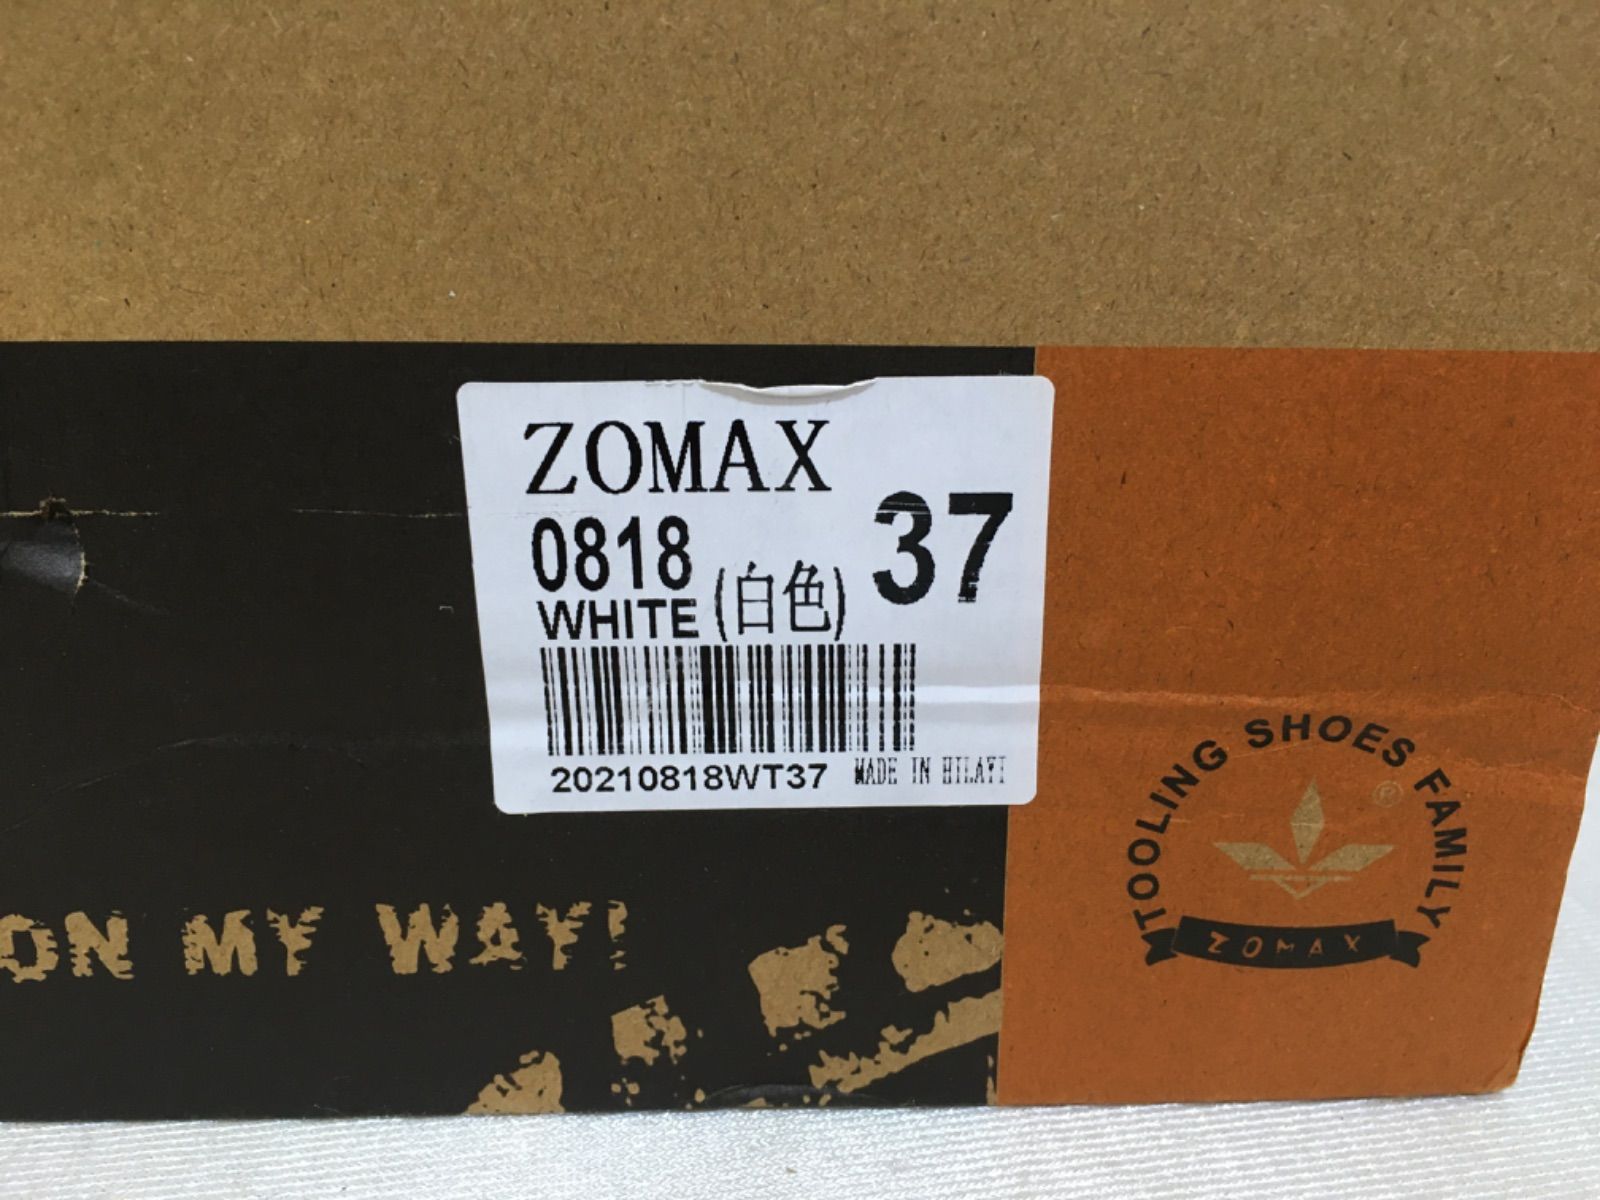 ZOMAX
0818
37
WHITE (白色)
20210818WT37 MADE IN HILAYI
ON MY WAY!
TOOLING SHOES FAMILY
®
ZOMAX